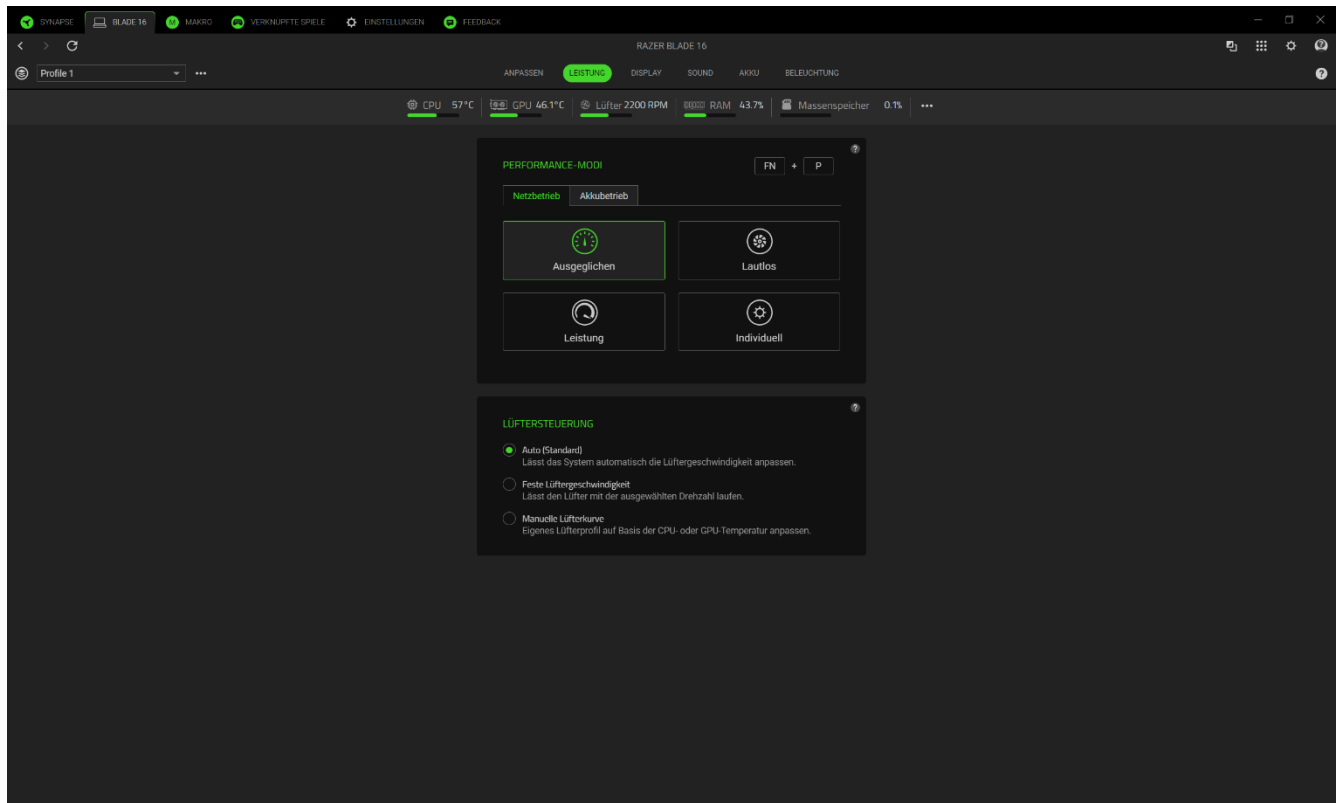 SYNAPSE BLADE 16 MAKRO VERKNÜPFTE SPIELE EINSTELLUNGEN FEEDBACK
RAZER BLADE 16
Profile 1 ANPASSEN LEISTUNG DISPLAY SOUND AKKU BELEUCHTUNG
CPU 57°C GPU 46.1°C Lüfter 2200 RPM RAM 43.7% Massenspeicher 0.1%
PERFORMANCE-MODI FN + P
Netzbetrieb Akkubetrieb
Ausgeglichen Lautlos
Leistung Individuell
LÜFTERSTEUERUNG
Auto (Standard)
Lässt das System automatisch die Lüftergeschwindigkeit anpassen.
Feste Lüftergeschwindigkeit
Lässt den Lüfter mit der ausgewählten Drehzahl laufen.
Manuelle Lüfterkurve
Eigenes Lüfterprofil auf Basis der CPU- oder GPU-Temperatur anpassen.